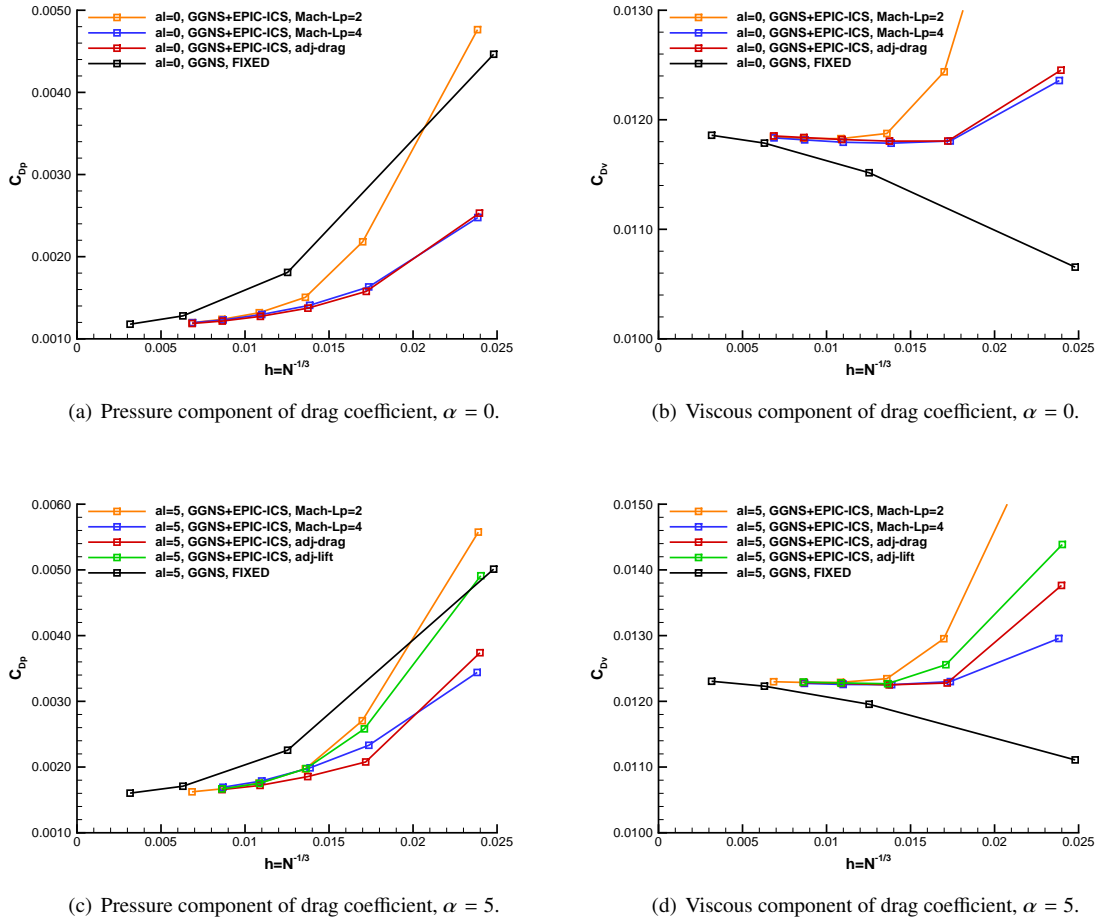 al=0, GGNS+EPIC-ICS, Mach-Lp=2
al=0, GGNS+EPIC-ICS, Mach-Lp=4
al=0, GGNS+EPIC-ICS, adj-drag
al=0, GGNS, FIXED
C_Dp
0.0050
0.0040
0.0030
0.0020
0.0010
0 0.005 0.01 0.015 0.02 0.025
h=N^-1/3
(a) Pressure component of drag coefficient, α = 0.
al=0, GGNS+EPIC-ICS, Mach-Lp=2
al=0, GGNS+EPIC-ICS, Mach-Lp=4
al=0, GGNS+EPIC-ICS, adj-drag
al=0, GGNS, FIXED
C_Dv
0.0130
0.0120
0.0110
0.0100
0 0.005 0.01 0.015 0.02 0.025
h=N^-1/3
(b) Viscous component of drag coefficient, α = 0.
al=5, GGNS+EPIC-ICS, Mach-Lp=2
al=5, GGNS+EPIC-ICS, Mach-Lp=4
al=5, GGNS+EPIC-ICS, adj-drag
al=5, GGNS+EPIC-ICS, adj-lift
al=5, GGNS, FIXED
C_Dp
0.0060
0.0050
0.0040
0.0030
0.0020
0.0010
0 0.005 0.01 0.015 0.02 0.025
h=N^-1/3
(c) Pressure component of drag coefficient, α = 5.
al=5, GGNS+EPIC-ICS, Mach-Lp=2
al=5, GGNS+EPIC-ICS, Mach-Lp=4
al=5, GGNS+EPIC-ICS, adj-drag
al=5, GGNS+EPIC-ICS, adj-lift
al=5, GGNS, FIXED
C_Dv
0.0150
0.0140
0.0130
0.0120
0.0110
0.0100
0 0.005 0.01 0.015 0.02 0.025
h=N^-1/3
(d) Viscous component of drag coefficient, α = 5.